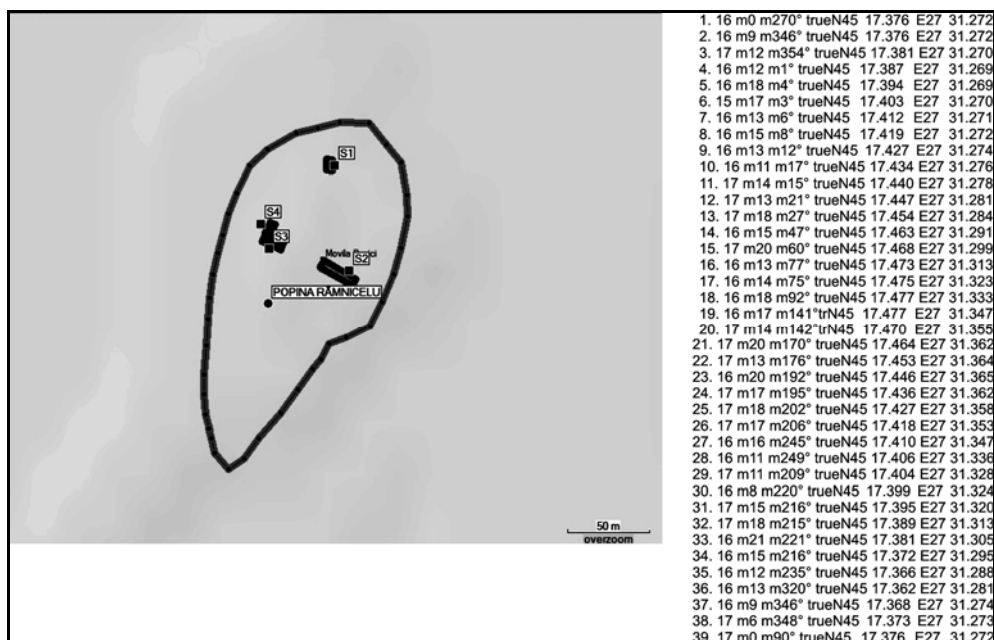 S1
S4
S3
S2
POPINA RÂMNICELU
50 m
overzoom
1. 16 m0 m270° trueN45 17.376 E27 31.272
2. 16 m9 m346° trueN45 17.376 E27 31.272
3. 17 m12 m354° trueN45 17.381 E27 31.270
4. 16 m12 m1° trueN45 17.387 E27 31.269
5. 16 m18 m4° trueN45 17.394 E27 31.269
6. 15 m17 m3° trueN45 17.403 E27 31.270
7. 16 m13 m6° trueN45 17.412 E27 31.271
8. 16 m15 m8° trueN45 17.419 E27 31.272
9. 16 m13 m12° trueN45 17.427 E27 31.274
10. 16 m11 m17° trueN45 17.434 E27 31.276
11. 17 m14 m15° trueN45 17.440 E27 31.278
12. 17 m13 m21° trueN45 17.447 E27 31.281
13. 17 m18 m27° trueN45 17.454 E27 31.284
14. 16 m15 m47° trueN45 17.463 E27 31.291
15. 17 m20 m60° trueN45 17.468 E27 31.299
16. 16 m13 m77° trueN45 17.473 E27 31.313
17. 16 m14 m75° trueN45 17.475 E27 31.323
18. 16 m18 m92° trueN45 17.477 E27 31.333
19. 16 m17 m141°trN45 17.477 E27 31.347
20. 17 m14 m142°trN45 17.470 E27 31.355
21. 17 m20 m170° trueN45 17.464 E27 31.362
22. 17 m13 m176° trueN45 17.453 E27 31.364
23. 16 m20 m192° trueN45 17.446 E27 31.365
24. 17 m17 m195° trueN45 17.436 E27 31.362
25. 17 m18 m202° trueN45 17.427 E27 31.358
26. 17 m17 m206° trueN45 17.418 E27 31.353
27. 16 m16 m245° trueN45 17.410 E27 31.347
28. 16 m11 m249° trueN45 17.406 E27 31.336
29. 17 m11 m209° trueN45 17.404 E27 31.328
30. 16 m8 m220° trueN45 17.399 E27 31.324
31. 17 m15 m216° trueN45 17.395 E27 31.320
32. 17 m18 m215° trueN45 17.389 E27 31.313
33. 16 m21 m221° trueN45 17.381 E27 31.305
34. 16 m15 m216° trueN45 17.372 E27 31.295
35. 16 m12 m235° trueN45 17.366 E27 31.288
36. 16 m13 m320° trueN45 17.362 E27 31.281
37. 16 m9 m346° trueN45 17.368 E27 31.274
38. 17 m6 m348° trueN45 17.373 E27 31.273
39. 17 m0 m90° trueN45 17.376 E27 31.272